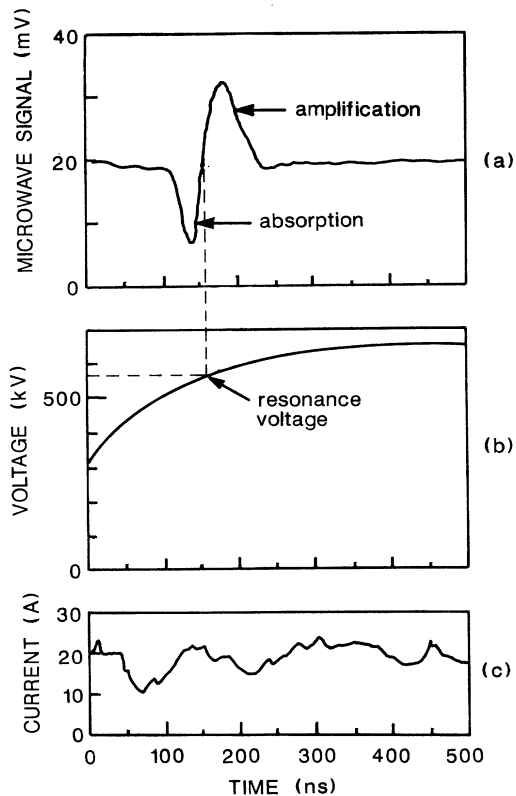 MICROWAVE SIGNAL (mV)
40
20
0
amplification
absorption
(a)
VOLTAGE (kV)
500
0
resonance
voltage
(b)
CURRENT (A)
30
20
10
0
(c)
0 100 200 300 400 500
TIME (ns)